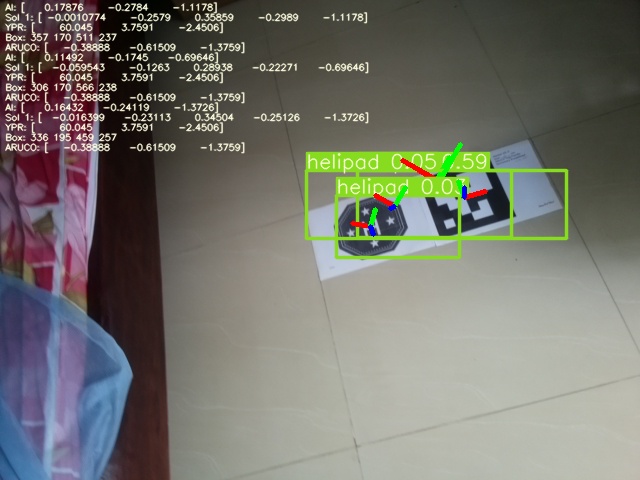 AI: [ 0.17876 -0.2784 -1.1178]
Sol 1: [ -0.0010774 -0.2579 0.35859 -0.2989 -1.1178]
YPR: [ 60.045 3.7591 -2.4506]
Box: 357 170 511 237
ARUCO: [ -0.38888 -0.61509 -1.3759]
AI: [ 0.11492 -0.1745 -0.69646]
Sol 1: [ -0.059543 -0.1263 0.28938 -0.22271 -0.69646]
YPR: [ 60.045 3.7591 -2.4506]
Box: 306 170 566 238
ARUCO: [ -0.38888 -0.61509 -1.3759]
AI: [ 0.16432 -0.24119 -1.3726]
Sol 1: [ -0.016399 -0.23113 0.34504 -0.25126 -1.3726]
YPR: [ 60.045 3.7591 -2.4506]
Box: 336 195 459 257
ARUCO: [ -0.38888 -0.61509 -1.3759]
helipad 0.05 0.59
helipad 0.03